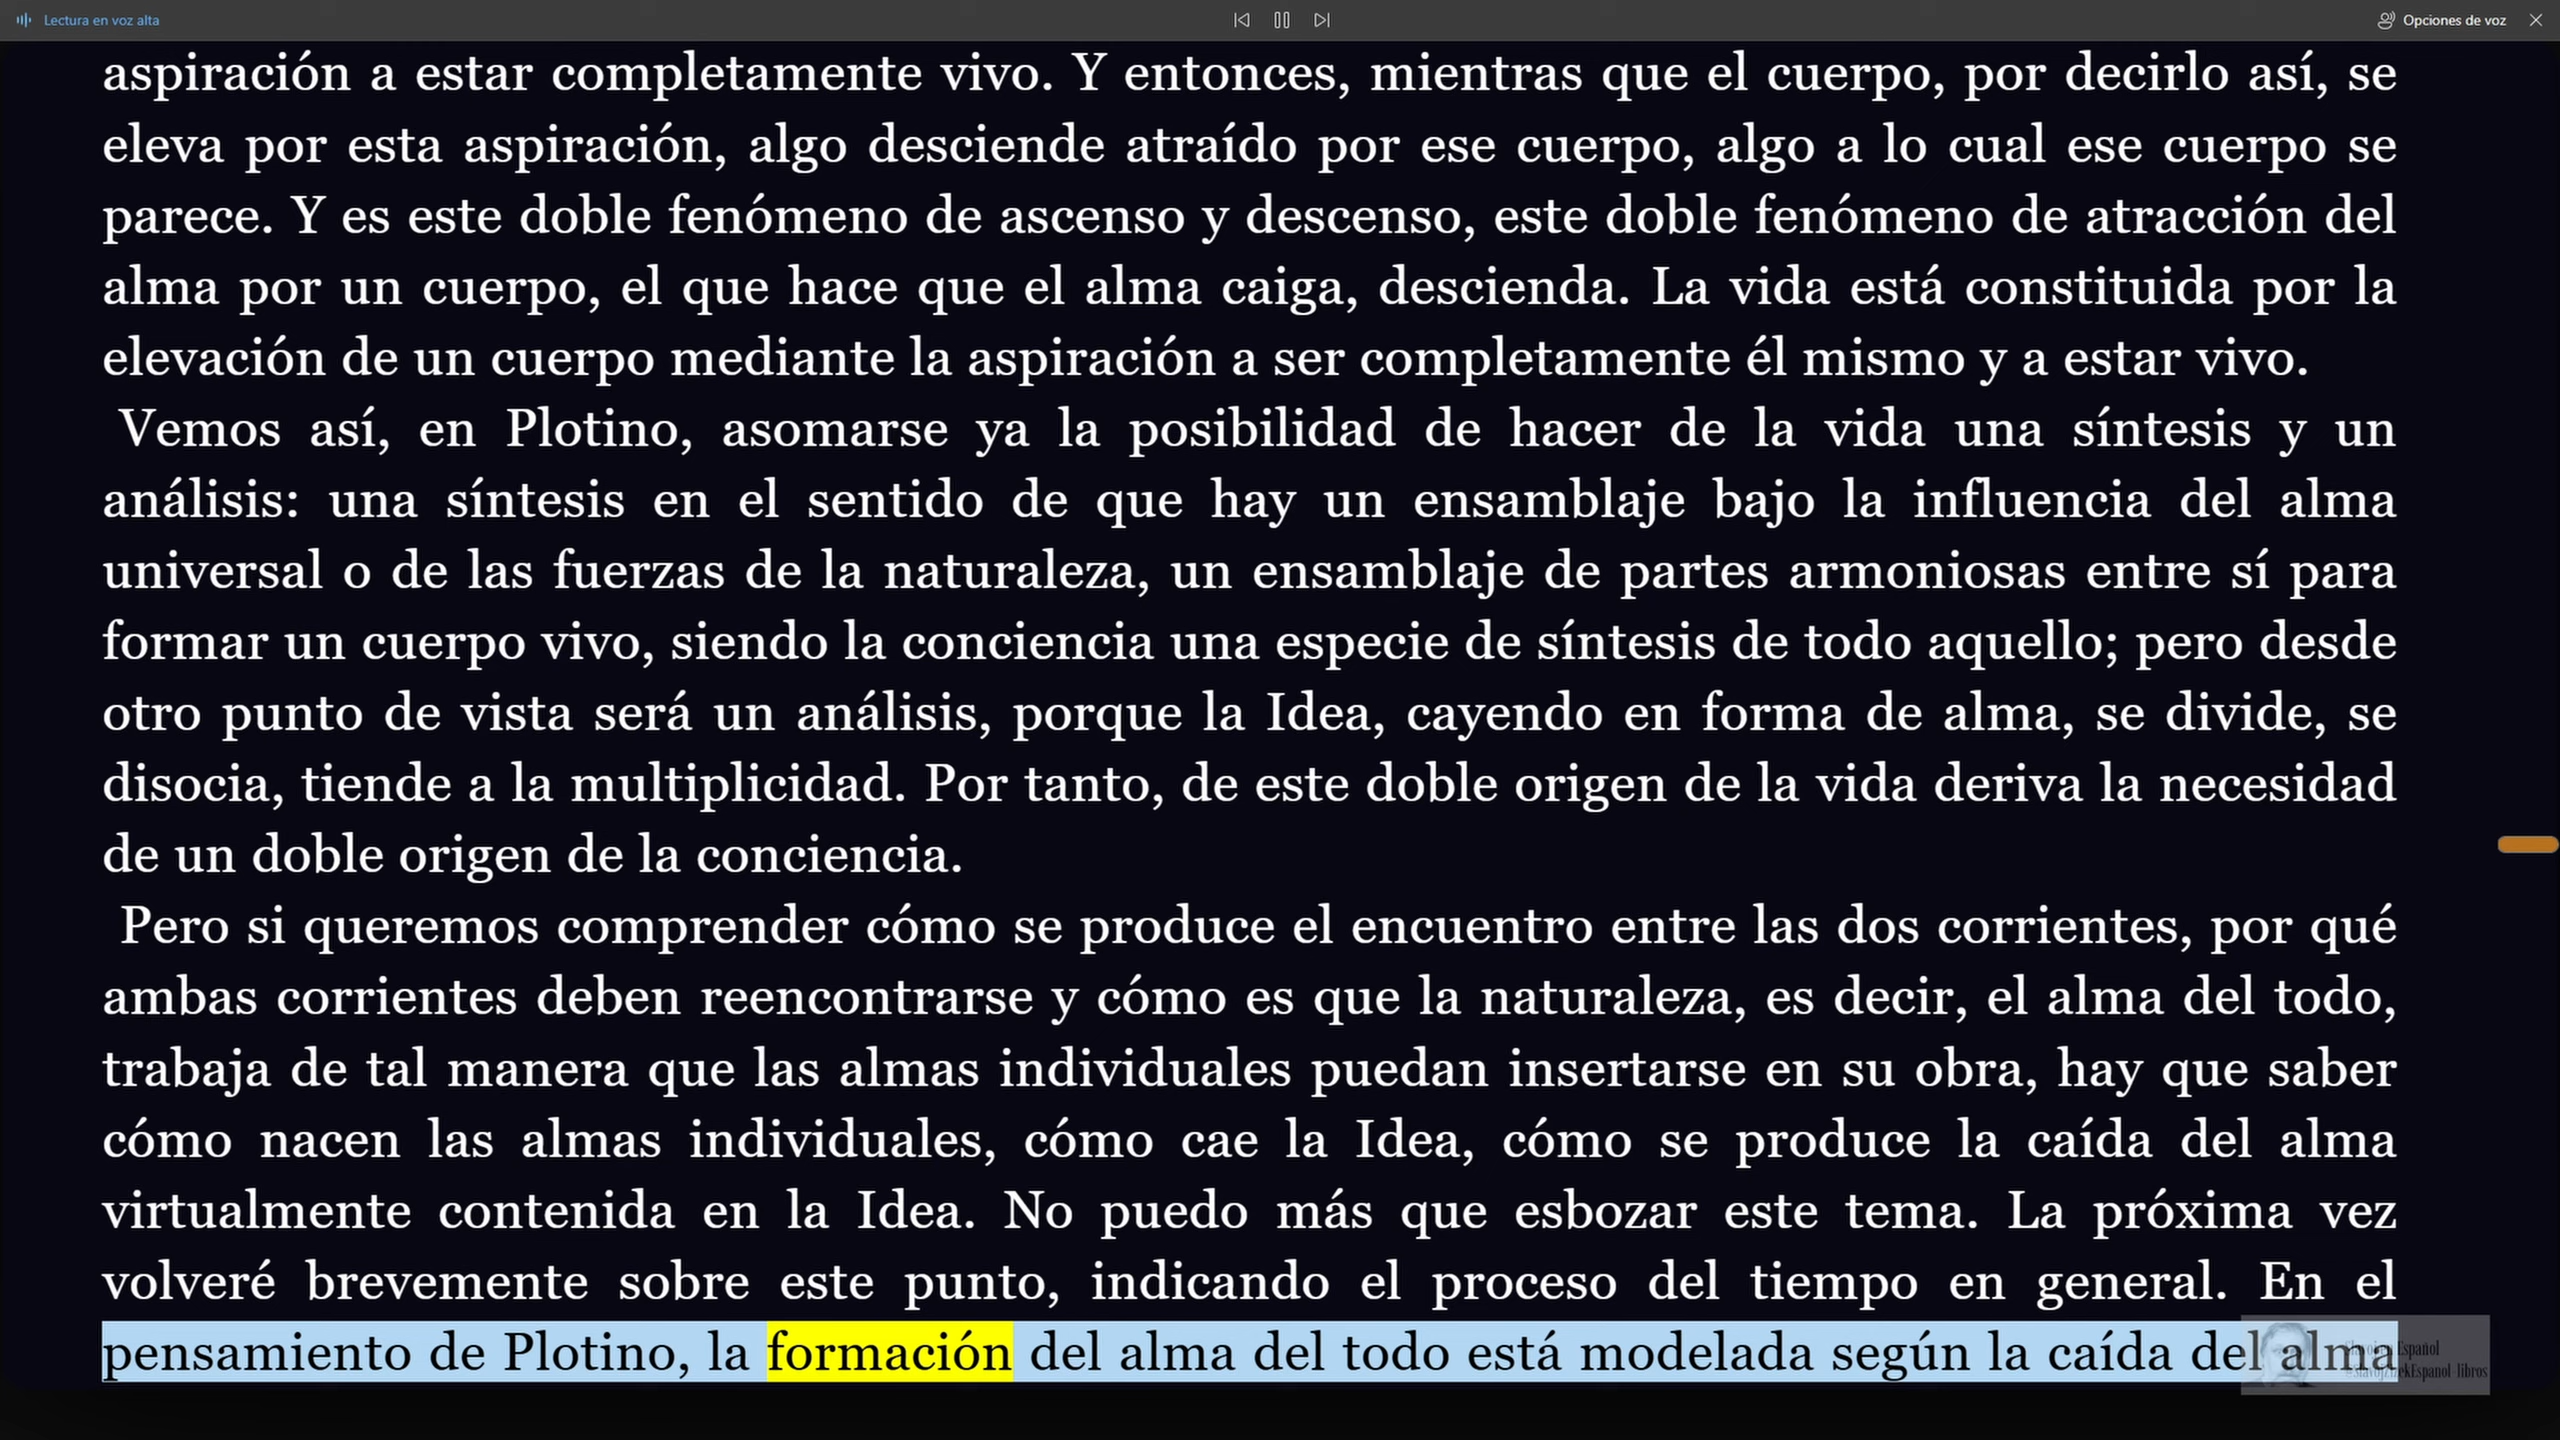 Lectura en voz alta
Opciones de voz
aspiración a estar completamente vivo. Y entonces, mientras que el cuerpo, por decirlo así, se
eleva por esta aspiración, algo desciende atraído por ese cuerpo, algo a lo cual ese cuerpo se
parece. Y es este doble fenómeno de ascenso y descenso, este doble fenómeno de atracción del
alma por un cuerpo, el que hace que el alma caiga, descienda. La vida está constituida por la
elevación de un cuerpo mediante la aspiración a ser completamente él mismo y a estar vivo.
Vemos así, en Plotino, asomarse ya la posibilidad de hacer de la vida una síntesis y un
análisis: una síntesis en el sentido de que hay un ensamblaje bajo la influencia del alma
universal o de las fuerzas de la naturaleza, un ensamblaje de partes armoniosas entre sí para
formar un cuerpo vivo, siendo la conciencia una especie de síntesis de todo aquello; pero desde
otro punto de vista será un análisis, porque la Idea, cayendo en forma de alma, se divide, se
disocia, tiende a la multiplicidad. Por tanto, de este doble origen de la vida deriva la necesidad
de un doble origen de la conciencia.
Pero si queremos comprender cómo se produce el encuentro entre las dos corrientes, por qué
ambas corrientes deben reencontrarse y cómo es que la naturaleza, es decir, el alma del todo,
trabaja de tal manera que las almas individuales puedan insertarse en su obra, hay que saber
cómo nacen las almas individuales, cómo cae la Idea, cómo se produce la caída del alma
virtualmente contenida en la Idea. No puedo más que esbozar este tema. La próxima vez
volveré brevemente sobre este punto, indicando el proceso del tiempo en general. En el
pensamiento de Plotino, la formación del alma del todo está modelada según la caída del alma
Español